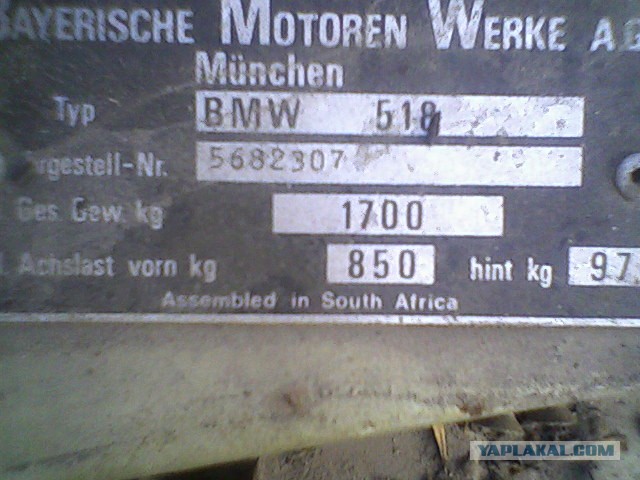 BAYERISCHE MOTOREN WERKE A.G.
München
Typ BMW 518
rgestell-Nr. 5682307
Ges. Gew. kg 1700
Achslast vorn kg 850 hint kg 97
Assembled in South Africa
YAPLAKAL.COM